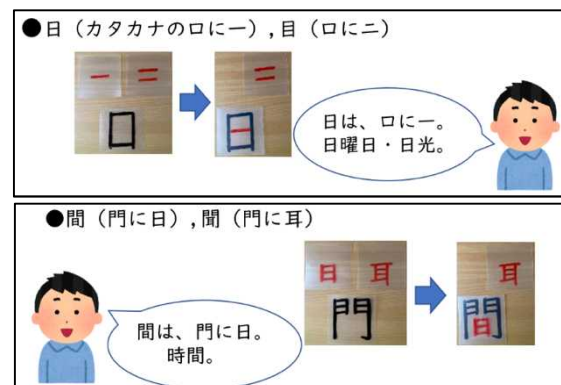 ●日（カタカナのロに一）,目（ロに二）
一 二
口
二
日
日は、ロに一。
日曜日・日光。
●間（門に日）,聞（門に耳）
日 耳
門
耳
間
間は、門に日。
時間。